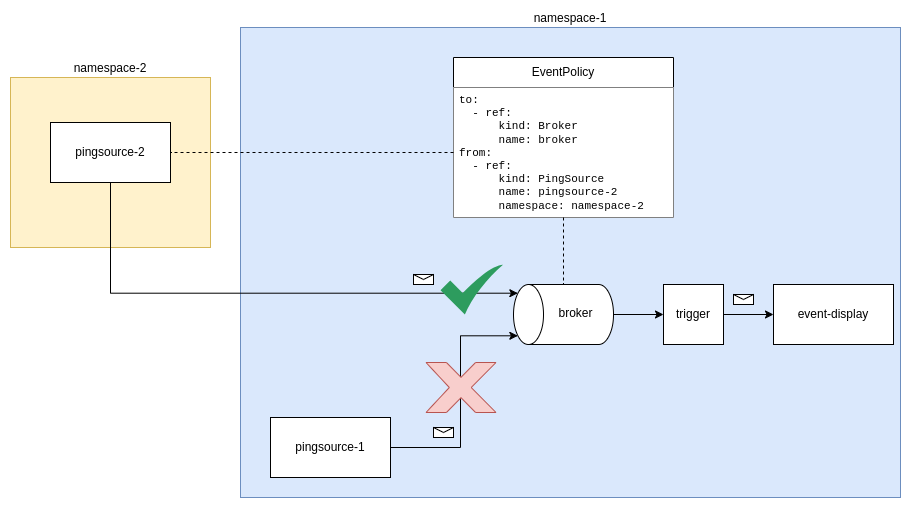 namespace-1
namespace-2
EventPolicy
to:
  - ref:
      kind: Broker
      name: broker
from:
  - ref:
      kind: PingSource
      name: pingsource-2
      namespace: namespace-2
pingsource-2
broker
trigger
event-display
pingsource-1